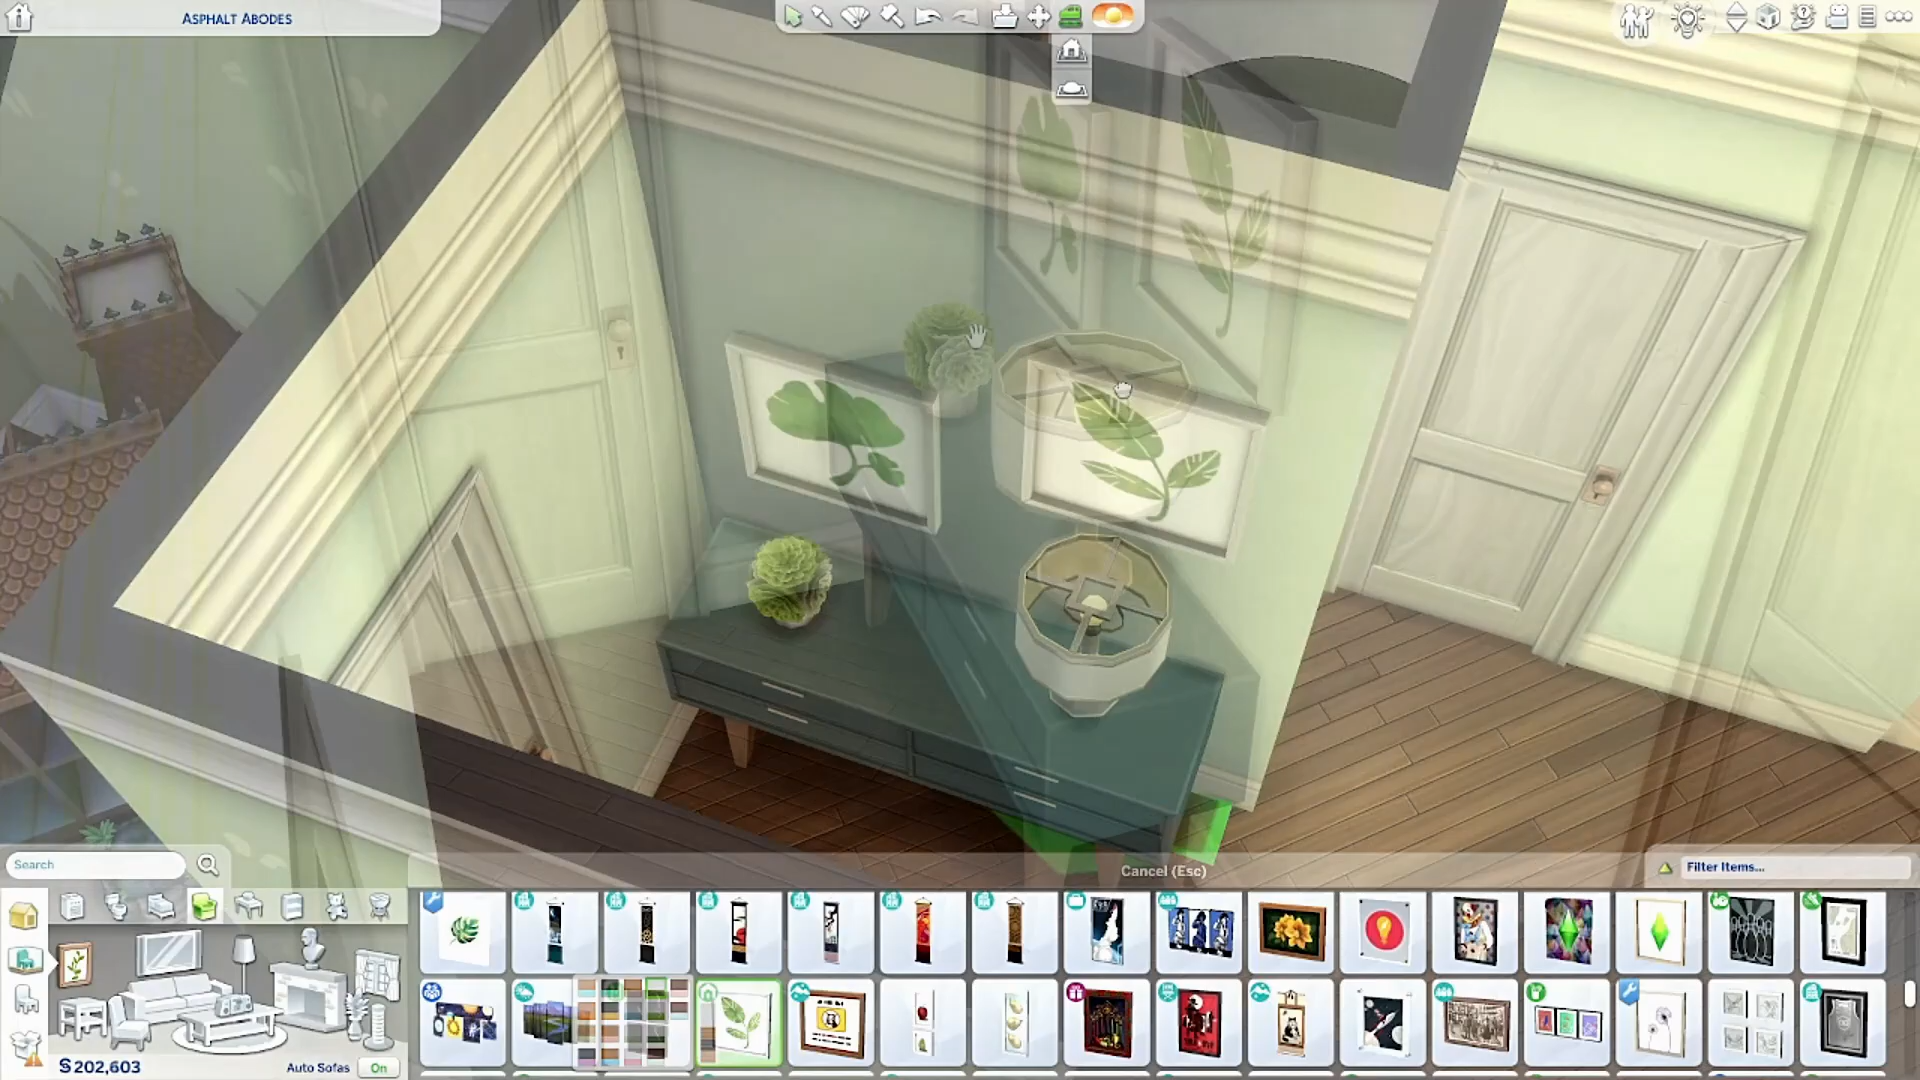 ASPHALT ABODES
Cancel (Esc)
Search
Filter Items...
§202,603
Auto Sofas
On